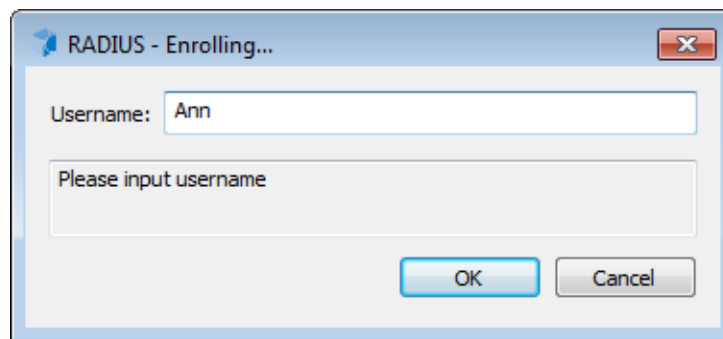 RADIUS - Enrolling...
Username: Ann
Please input username
OK Cancel